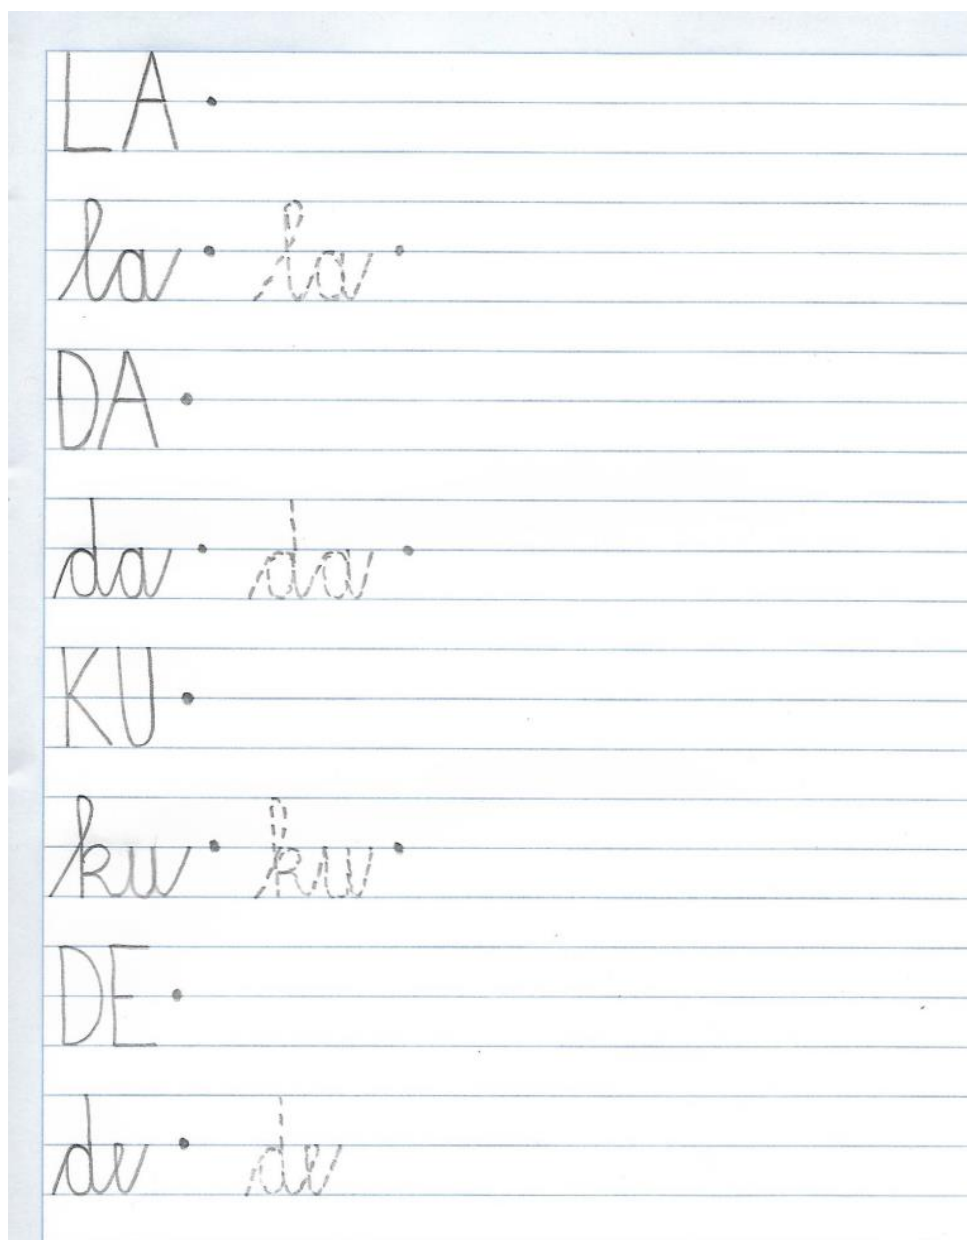 LA •
la • la •
DA •
da • da •
KU •
ku • ku •
DE •
de • de